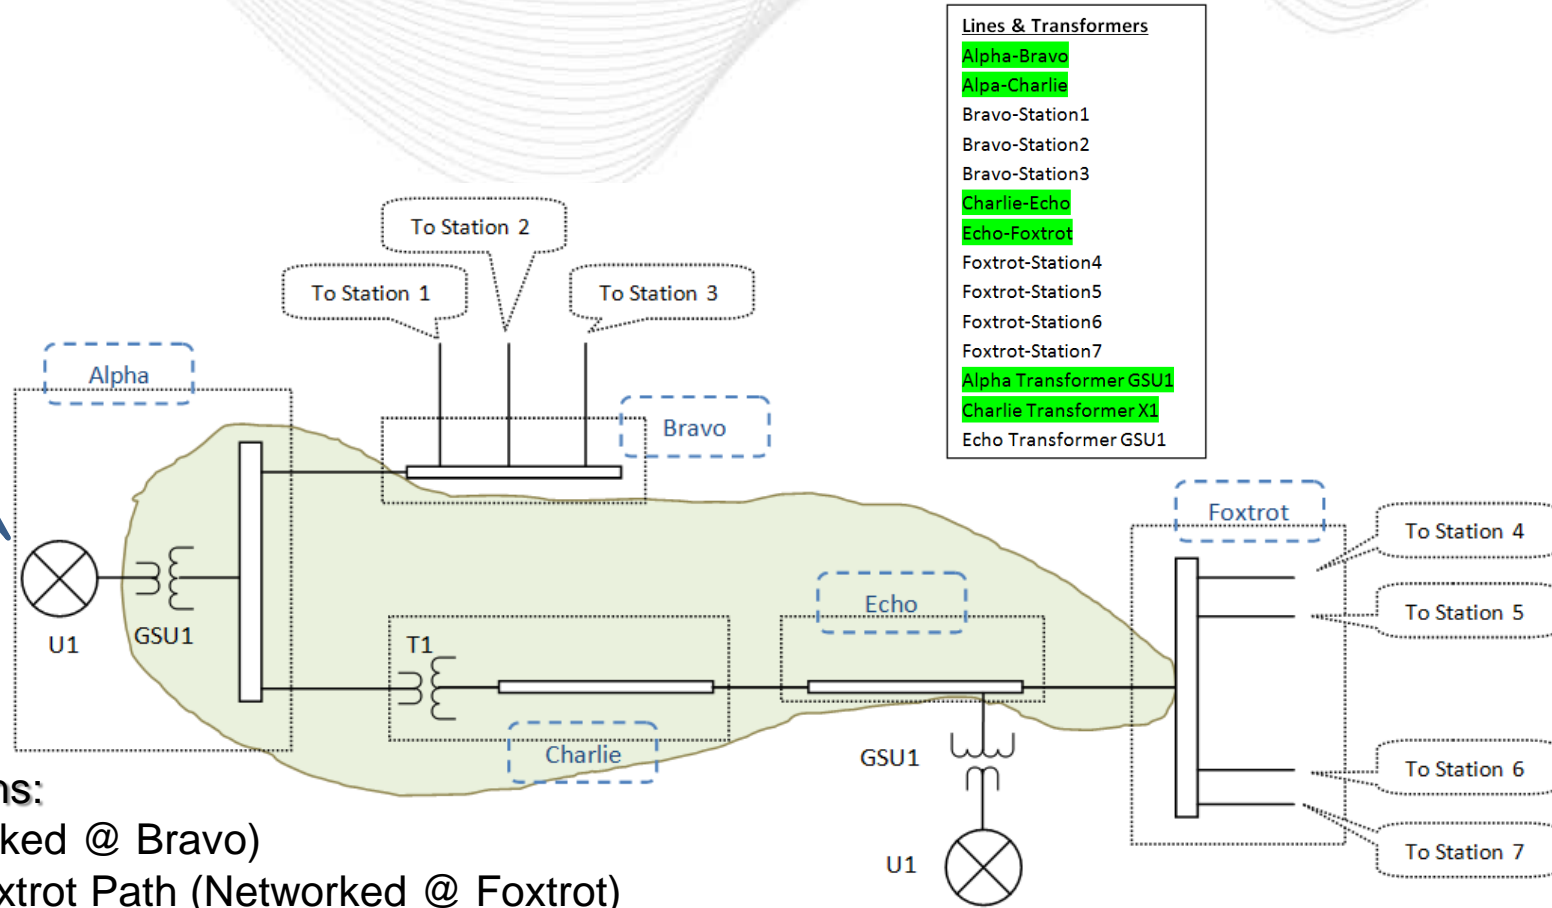 Lines & Transformers
Alpha-Bravo
Alpa-Charlie
Bravo-Station1
Bravo-Station2
Bravo-Station3
Charlie-Echo
Echo-Foxtrot
Foxtrot-Station4
Foxtrot-Station5
Foxtrot-Station6
Foxtrot-Station7
Alpha Transformer GSU1
Charlie Transformer X1
Echo Transformer GSU1
To Station 2
To Station 1
To Station 3
Alpha
Bravo
Foxtrot
To Station 4
To Station 5
Echo
U1
GSU1
T1
Charlie
GSU1
To Station 6
U1
To Station 7
ns:
ked @ Bravo)
xtrot Path (Networked @ Foxtrot)